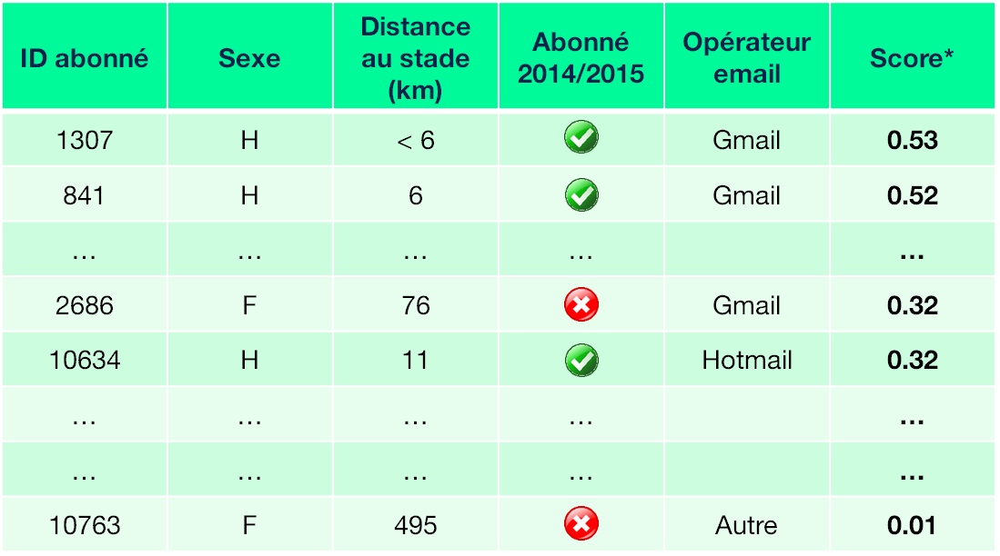 ID abonné Sexe Distance au stade (km) Abonné 2014/2015 Opérateur email Score*
1307 H < 6 Gmail 0.53
841 H 6 Gmail 0.52
... ... ... ... ...
2686 F 76 Gmail 0.32
10634 H 11 Hotmail 0.32
... ... ... ... ...
... ... ... ... ...
10763 F 495 Autre 0.01